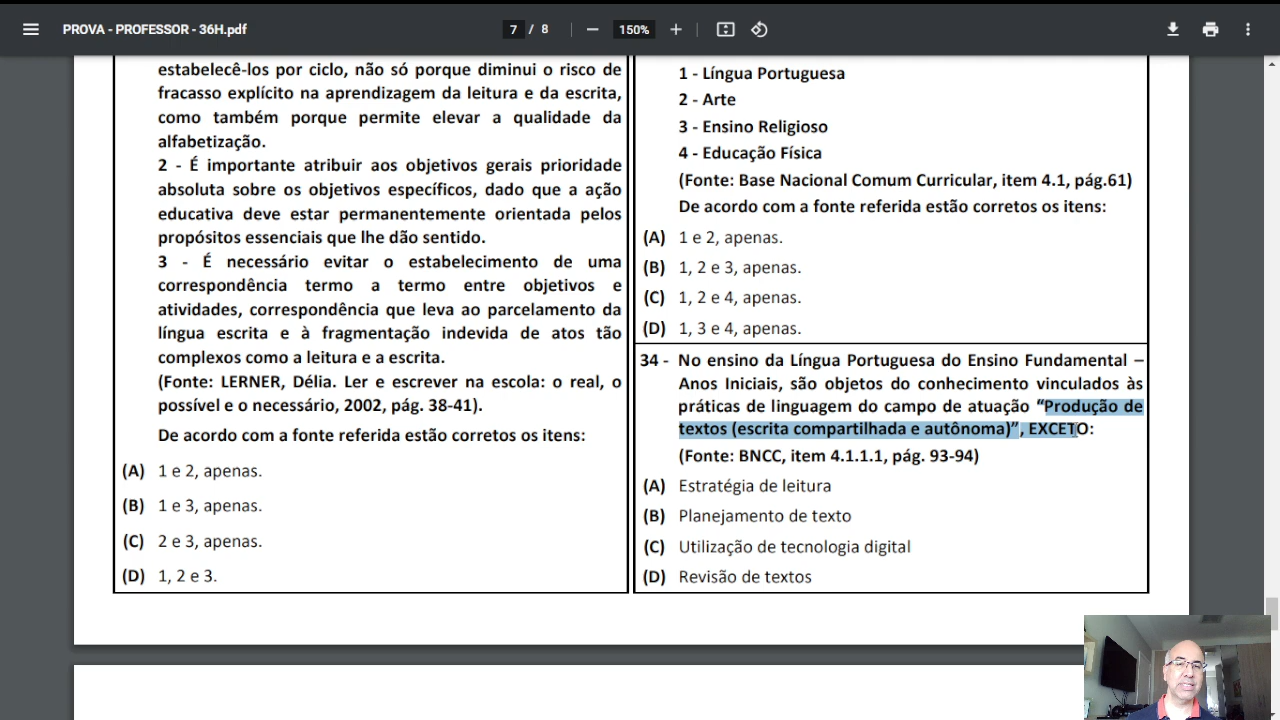 PROVA - PROFESSOR - 36H.pdf
7 / 8
150%
estabelecê-los por ciclo, não só porque diminui o risco de
fracasso explícito na aprendizagem da leitura e da escrita,
como também porque permite elevar a qualidade da
alfabetização.
2 - É importante atribuir aos objetivos gerais prioridade
absoluta sobre os objetivos específicos, dado que a ação
educativa deve estar permanentemente orientada pelos
propósitos essenciais que lhe dão sentido.
3 - É necessário evitar o estabelecimento de uma
correspondência termo a termo entre objetivos e
atividades, correspondência que leva ao parcelamento da
língua escrita e à fragmentação indevida de atos tão
complexos como a leitura e a escrita.
(Fonte: LERNER, Délia. Ler e escrever na escola: o real, o
possível e o necessário, 2002, pág. 38-41).
De acordo com a fonte referida estão corretos os itens:
(A) 1 e 2, apenas.
(B) 1 e 3, apenas.
(C) 2 e 3, apenas.
(D) 1, 2 e 3.
1 - Língua Portuguesa
2 - Arte
3 - Ensino Religioso
4 - Educação Física
(Fonte: Base Nacional Comum Curricular, item 4.1, pág.61)
De acordo com a fonte referida estão corretos os itens:
(A) 1 e 2, apenas.
(B) 1, 2 e 3, apenas.
(C) 1, 2 e 4, apenas.
(D) 1, 3 e 4, apenas.
34 - No ensino da Língua Portuguesa do Ensino Fundamental –
Anos Iniciais, são objetos do conhecimento vinculados às
práticas de linguagem do campo de atuação “Produção de
textos (escrita compartilhada e autônoma)”, EXCETO:
(Fonte: BNCC, item 4.1.1.1, pág. 93-94)
(A) Estratégia de leitura
(B) Planejamento de texto
(C) Utilização de tecnologia digital
(D) Revisão de textos